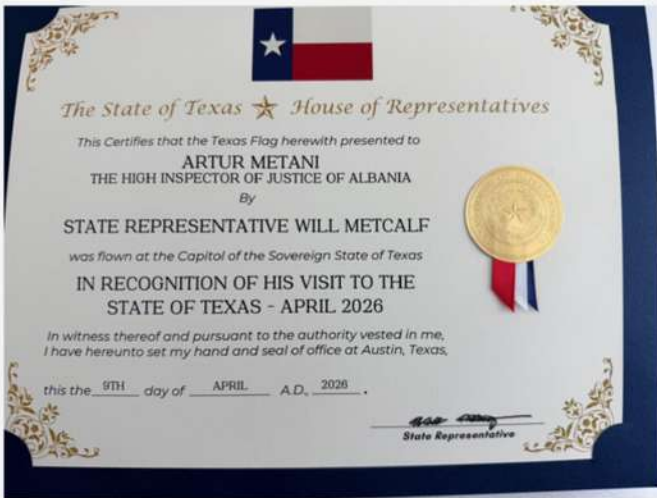 The State of Texas House of Representatives
This Certifies that the Texas Flag herewith presented to
ARTUR METANI
THE HIGH INSPECTOR OF JUSTICE OF ALBANIA
By
STATE REPRESENTATIVE WILL METCALF
was flown at the Capitol of the Sovereign State of Texas
IN RECOGNITION OF HIS VISIT TO THE
STATE OF TEXAS - APRIL 2026
In witness thereof and pursuant to the authority vested in me,
I have hereunto set my hand and seal of office at Austin, Texas,
this the 9TH day of APRIL A.D., 2026 .
State Representative